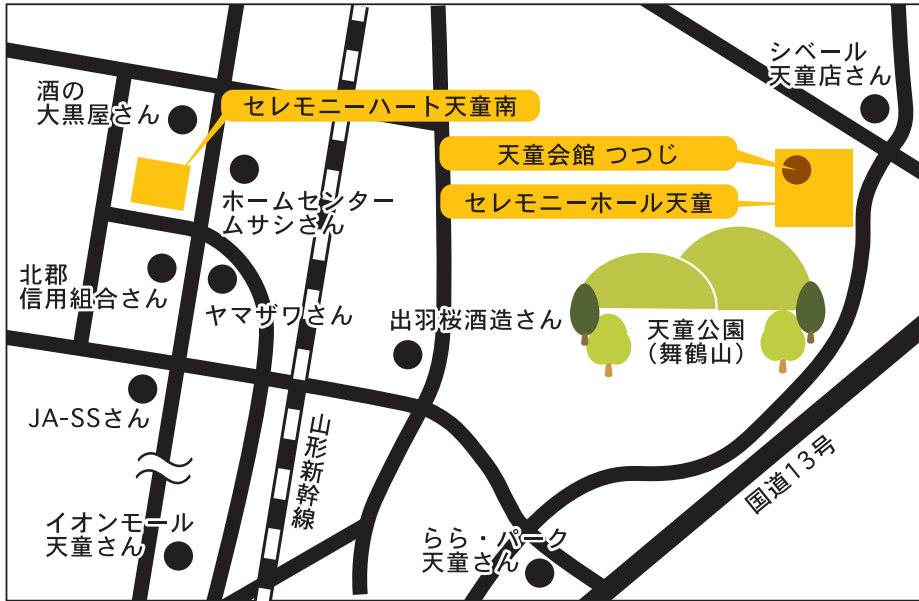 シベール
天童店さん
酒の
大黒屋さん
セレモニーハート天童南
天童会館 つつじ
セレモニーホール天童
ホームセンター
ムサシさん
北郡
信用組合さん
ヤマザワさん
出羽桜酒造さん
天童公園
（舞鶴山）
JA-SSさん
山形新幹線
国道13号
イオンモール
天童さん
らら・パーク
天童さん